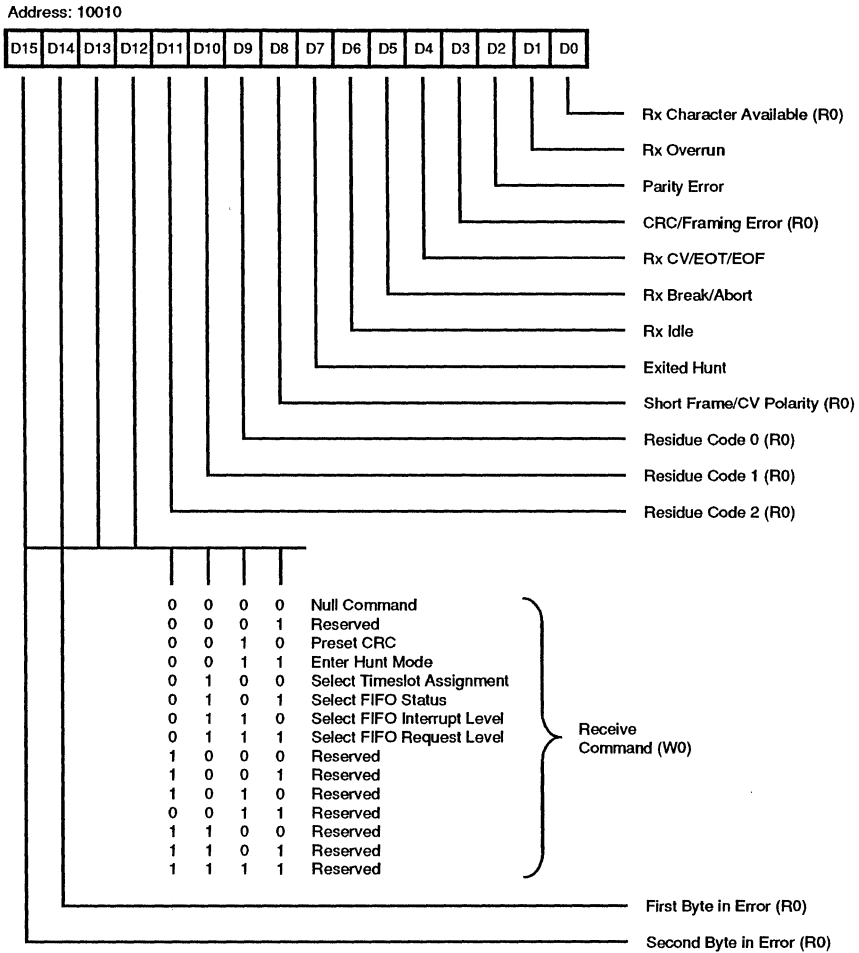 Address: 10010
D15 D14 D13 D12 D11 D10 D9 D8 D7 D6 D5 D4 D3 D2 D1 D0
Rx Character Available (R0)
Rx Overrun
Parity Error
CRC/Framing Error (R0)
Rx CV/EOT/EOF
Rx Break/Abort
Rx Idle
Exited Hunt
Short Frame/CV Polarity (R0)
Residue Code 0 (R0)
Residue Code 1 (R0)
Residue Code 2 (R0)
0 0 0 0 Null Command
0 0 0 1 Reserved
0 0 1 0 Preset CRC
0 0 1 1 Enter Hunt Mode
0 1 0 0 Select Timeslot Assignment
0 1 0 1 Select FIFO Status
0 1 1 0 Select FIFO Interrupt Level
0 1 1 1 Select FIFO Request Level
1 0 0 0 Reserved
1 0 0 1 Reserved
1 0 1 0 Reserved
0 0 1 1 Reserved
1 1 0 0 Reserved
1 1 0 1 Reserved
1 1 1 1 Reserved
Receive
Command (W0)
First Byte in Error (R0)
Second Byte in Error (R0)